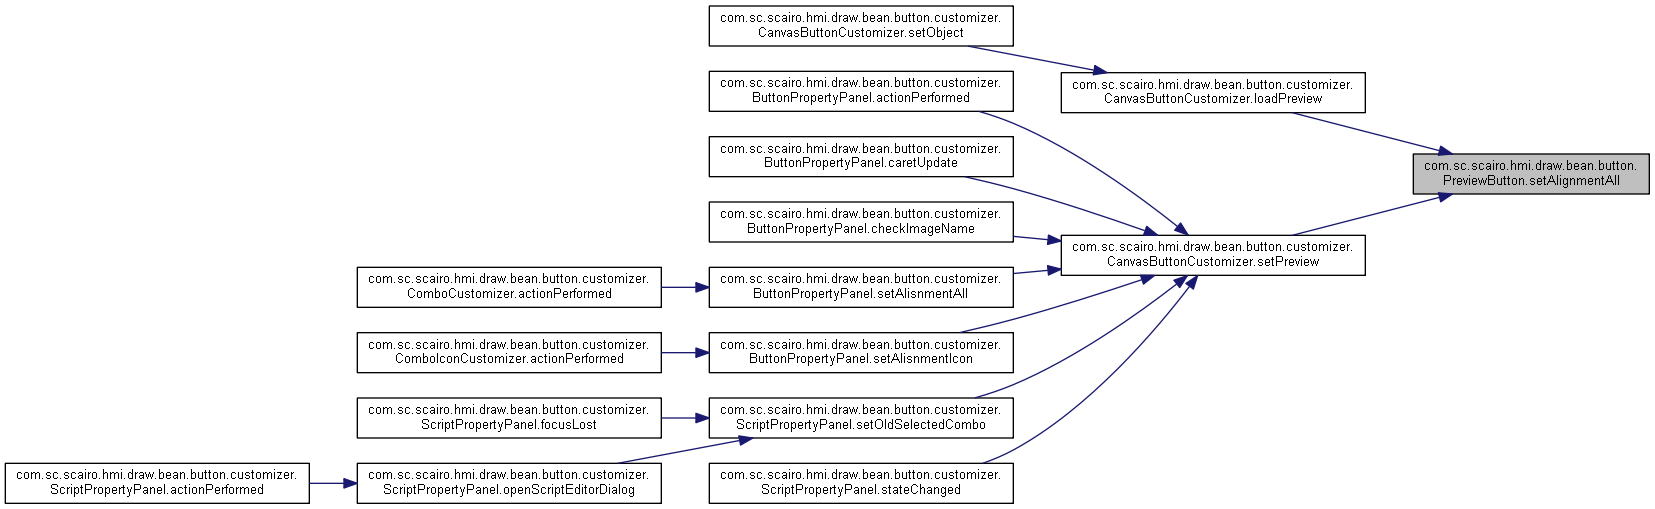 com.sc.scairo.hmi.draw.bean.button.customizer.
CanvasButtonCustomizer.setObject
com.sc.scairo.hmi.draw.bean.button.customizer.
ButtonPropertyPanel.actionPerformed
com.sc.scairo.hmi.draw.bean.button.customizer.
CanvasButtonCustomizer.loadPreview
com.sc.scairo.hmi.draw.bean.button.customizer.
ButtonPropertyPanel.caretUpdate
com.sc.scairo.hmi.draw.bean.button.
PreviewButton.setAlignmentAll
com.sc.scairo.hmi.draw.bean.button.customizer.
ButtonPropertyPanel.checkImageName
com.sc.scairo.hmi.draw.bean.button.customizer.
CanvasButtonCustomizer.setPreview
com.sc.scairo.hmi.draw.bean.button.customizer.
ComboCustomizer.actionPerformed
com.sc.scairo.hmi.draw.bean.button.customizer.
ButtonPropertyPanel.setAlisnmentAll
com.sc.scairo.hmi.draw.bean.button.customizer.
ComboIconCustomizer.actionPerformed
com.sc.scairo.hmi.draw.bean.button.customizer.
ButtonPropertyPanel.setAlisnmentIcon
com.sc.scairo.hmi.draw.bean.button.customizer.
ScriptPropertyPanel.focusLost
com.sc.scairo.hmi.draw.bean.button.customizer.
ScriptPropertyPanel.setOldSelectedCombo
com.sc.scairo.hmi.draw.bean.button.customizer.
ScriptPropertyPanel.actionPerformed
com.sc.scairo.hmi.draw.bean.button.customizer.
ScriptPropertyPanel.openScriptEditorDialog
com.sc.scairo.hmi.draw.bean.button.customizer.
ScriptPropertyPanel.stateChanged